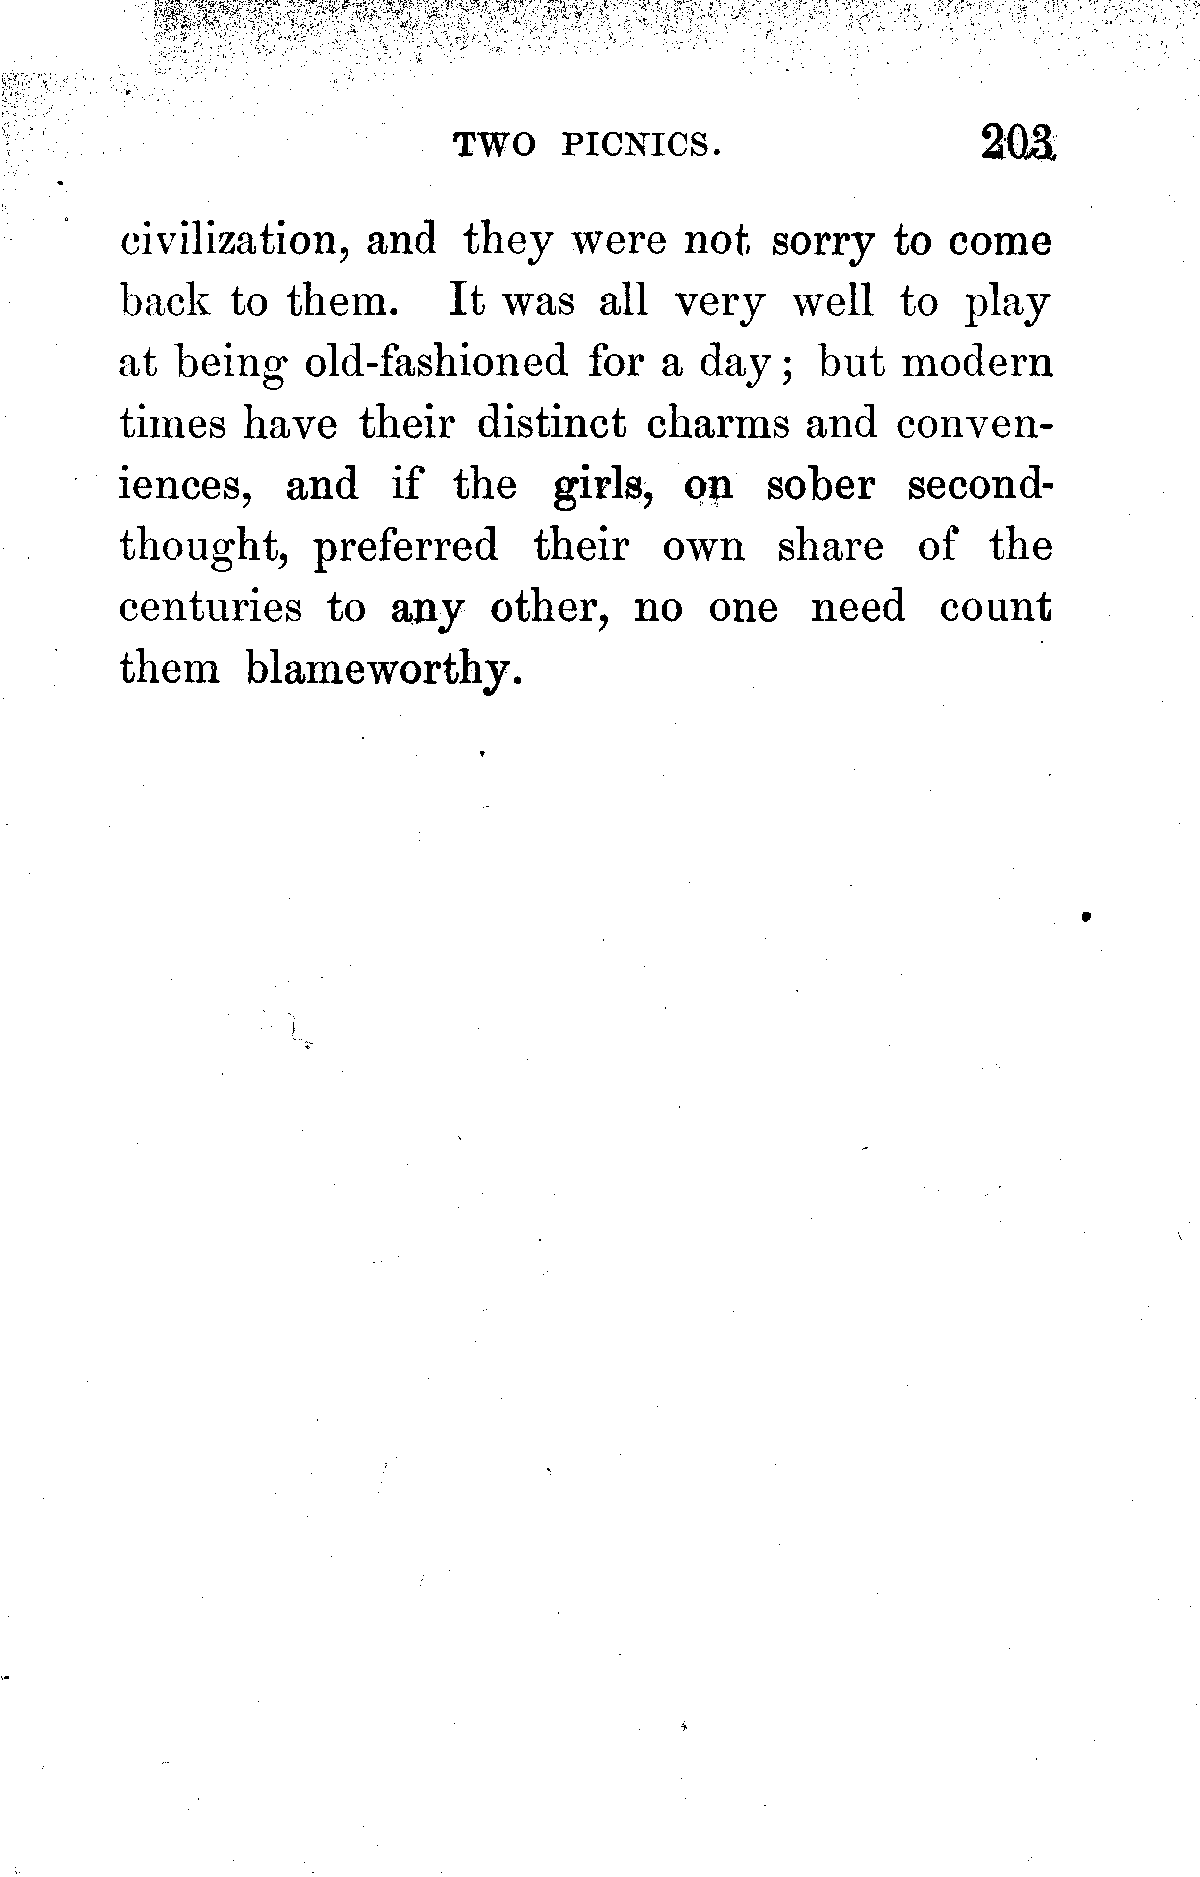 TWO PICNICS. 203
civilization, and they were not sorry to come
back to them. It was all very well to play
at being old-fashioned for a day; but modern
times have their distinct charms and conven-
iences, and if the girls, on sober second-
thought, preferred their own share of the
centuries to any other, no one need count
them blameworthy.